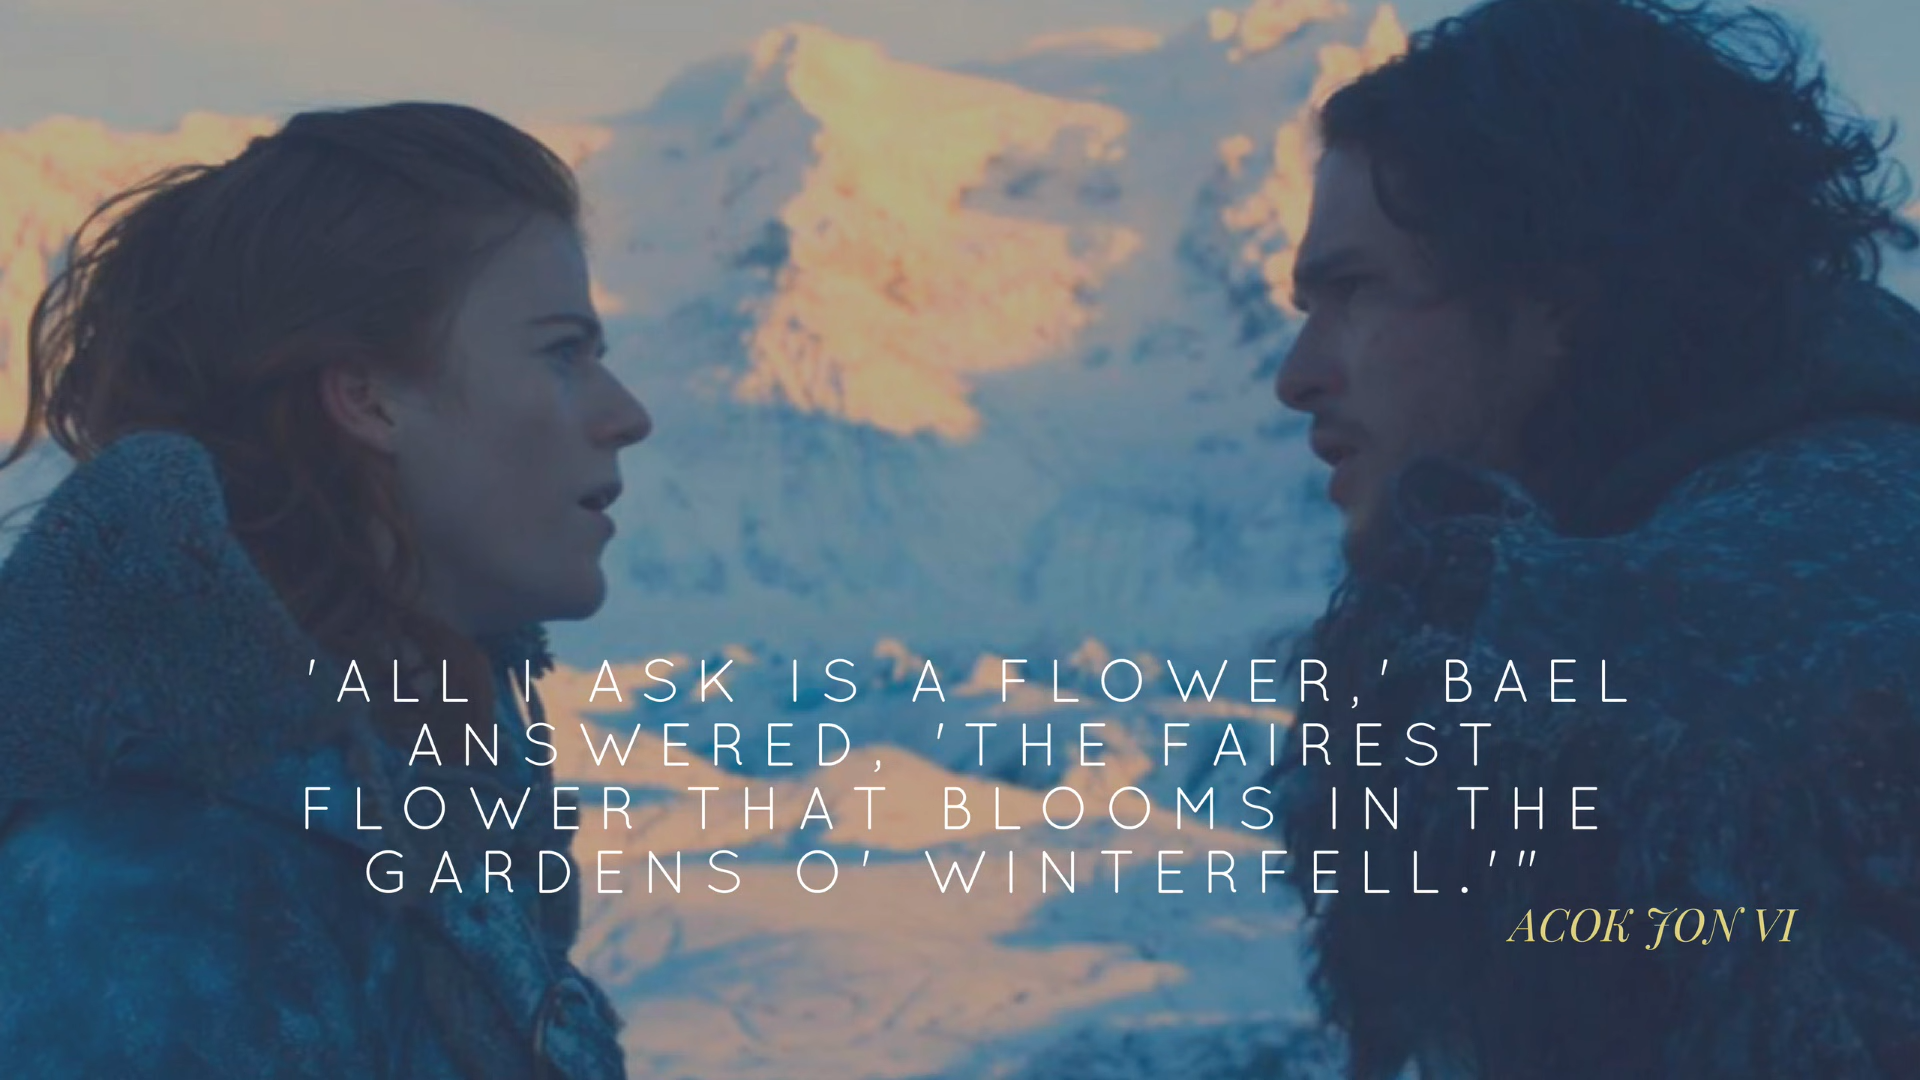 'ALL I ASK IS A FLOWER,' BAEL
ANSWERED, 'THE FAIREST
FLOWER THAT BLOOMS IN THE
GARDENS O' WINTERFELL.'"
ACOK JON VI